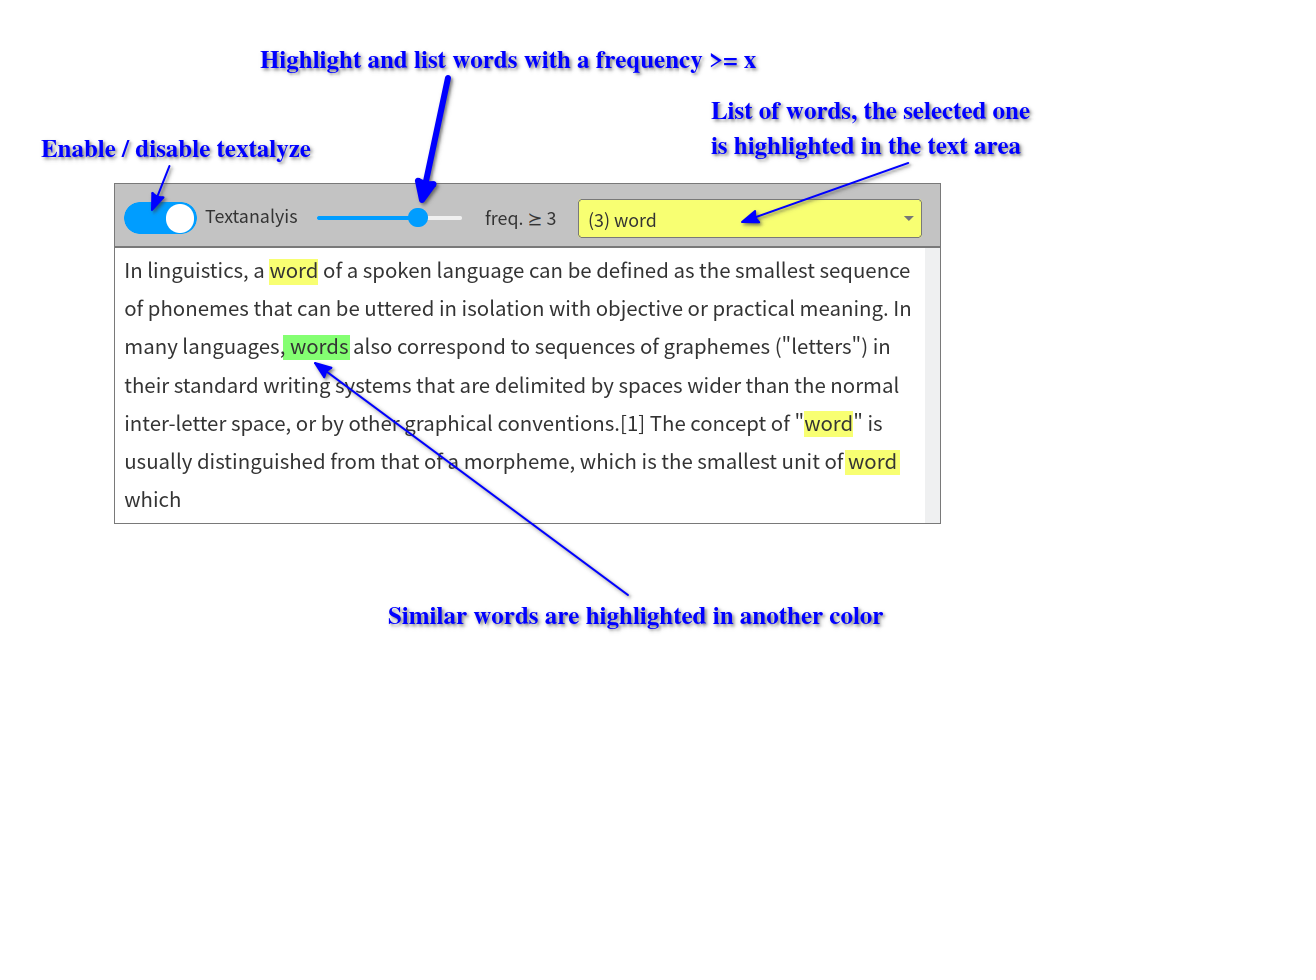 Highlight and list words with a frequency >= x
List of words, the selected one
is highlighted in the text area
Enable / disable textalyze
Textanalyis freq. ≥ 3 (3) word
In linguistics, a word of a spoken language can be defined as the smallest sequence
of phonemes that can be uttered in isolation with objective or practical meaning. In
many languages, words also correspond to sequences of graphemes ("letters") in
their standard writing systems that are delimited by spaces wider than the normal
inter-letter space, or by other graphical conventions.[1] The concept of "word" is
usually distinguished from that of a morpheme, which is the smallest unit of word
which
Similar words are highlighted in another color